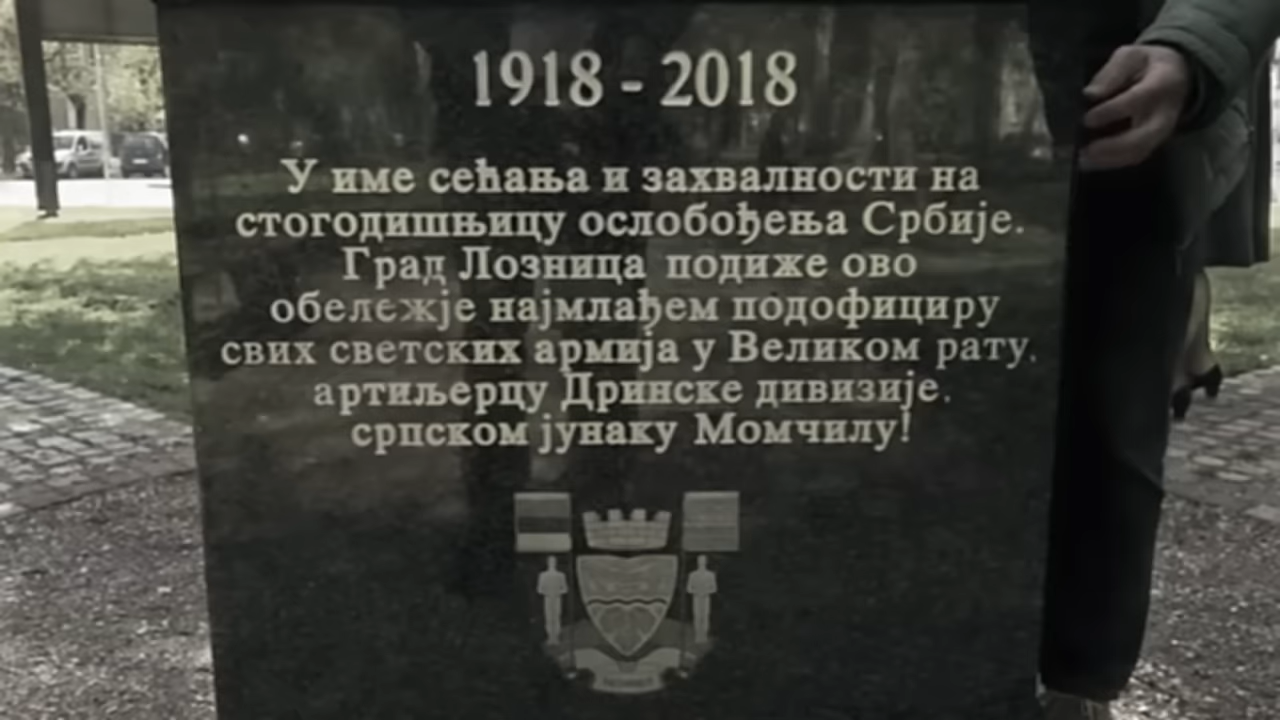 1918 - 2018
У име сећања и захвалности на
стогодишњицу ослобођења Србије.
Град Лозница подиже ово
обележје најмлађем подофициру
свих светских армија у Великом рату,
артиљерцу Дринске дивизије,
српском јунаку Момчилу!